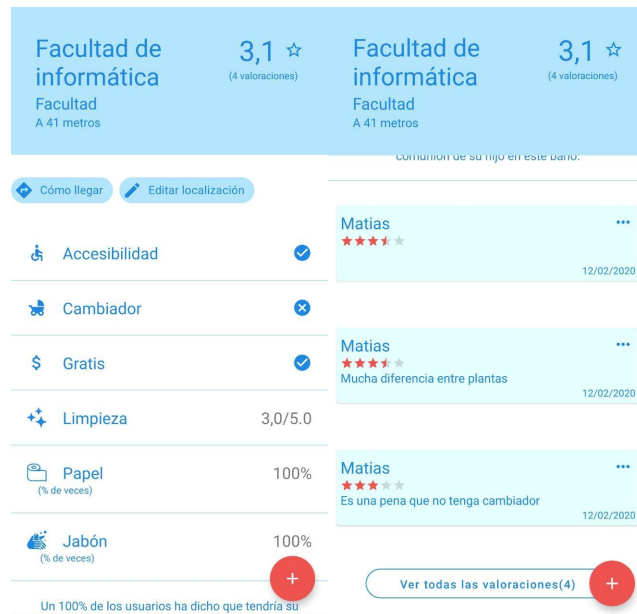 Facultad de
informática
3,1
(4 valoraciones)
Facultad
A 41 metros
Cómo llegar
Editar localización
Accesibilidad
Cambiador
Gratis
Limpieza
3,0/5.0
Papel
100%
(% de veces)
Jabón
100%
(% de veces)
+
Un 100% de los usuarios ha dicho que tendría su
Facultad de
informática
3,1
(4 valoraciones)
Facultad
A 41 metros
comunión de su hijo en este baño.
Matias
12/02/2020
Matias
Mucha diferencia entre plantas
12/02/2020
Matias
Es una pena que no tenga cambiador
12/02/2020
Ver todas las valoraciones(4)
+